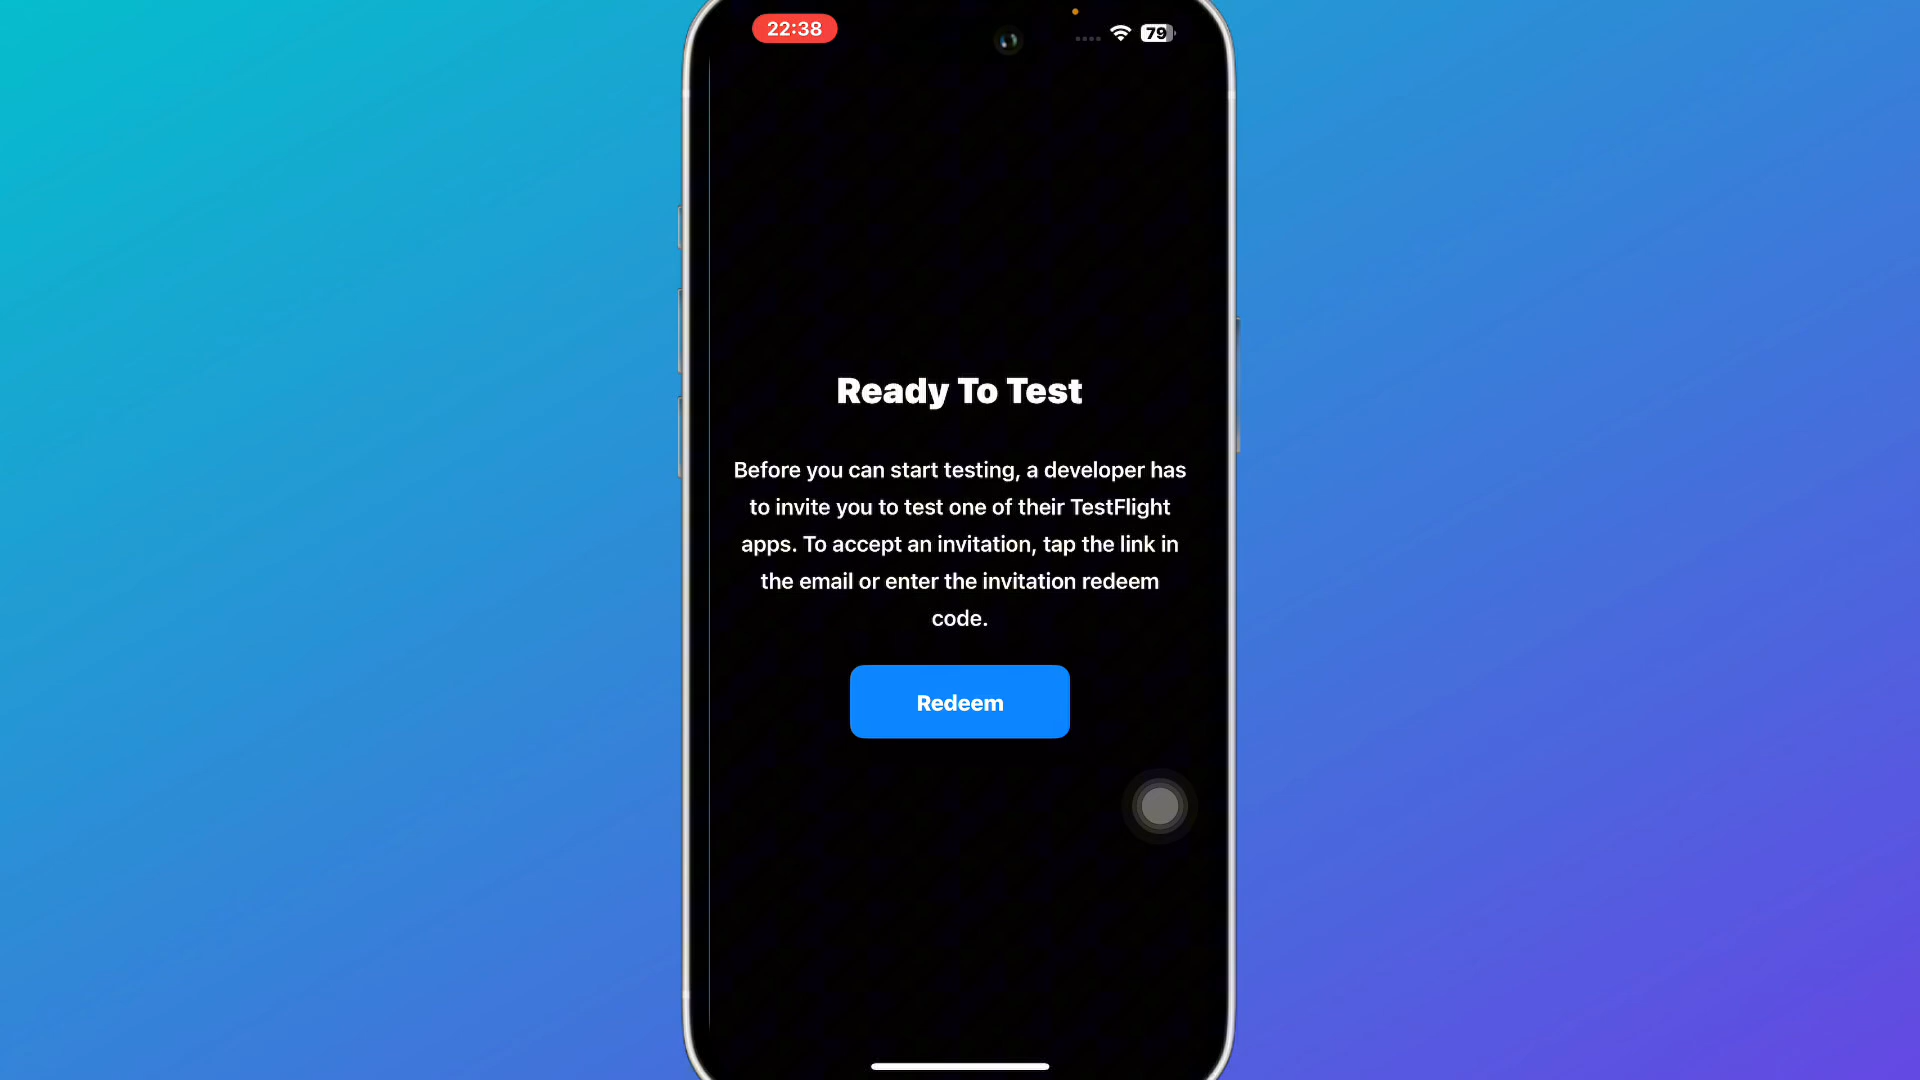 22:38
79
Ready To Test
Before you can start testing, a developer has
to invite you to test one of their TestFlight
apps. To accept an invitation, tap the link in
the email or enter the invitation redeem
code.
Redeem